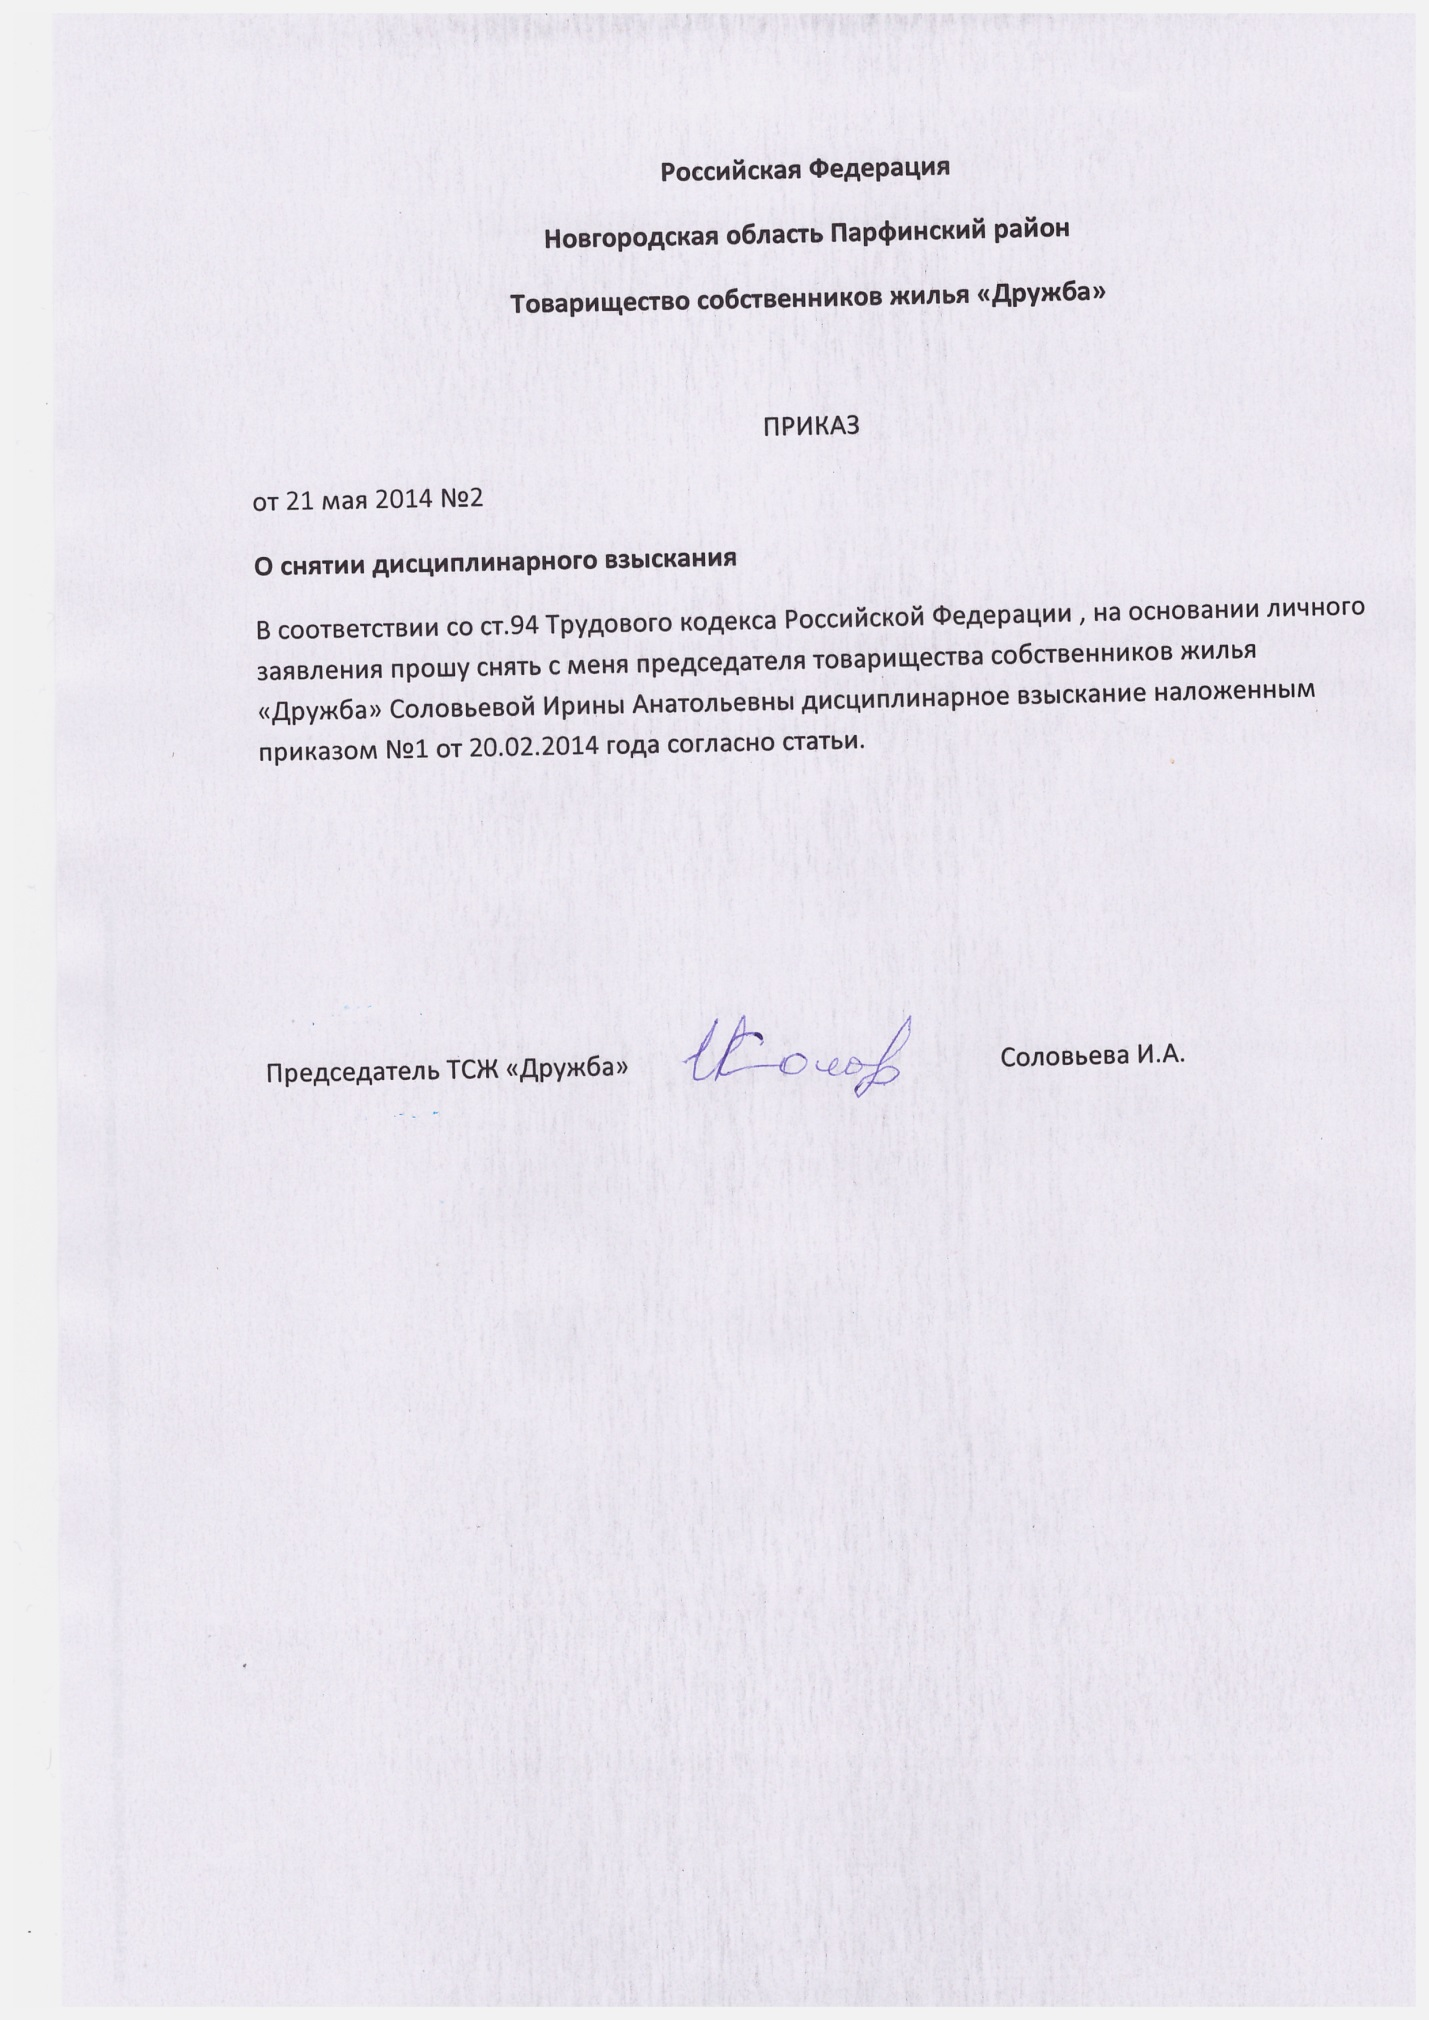 Российская Федерация
Новгородская область Парфинский район
Товарищество собственников жилья «Дружба»
ПРИКАЗ
от 21 мая 2014 №2
О снятии дисциплинарного взыскания
В соответствии со ст.94 Трудового кодекса Российской Федерации , на основании личного
заявления прошу снять с меня председателя товарищества собственников жилья
«Дружба» Соловьевой Ирины Анатольевны дисциплинарное взыскание наложенным
приказом №1 от 20.02.2014 года согласно статьи.
Председатель ТСЖ «Дружба» Соловьева И.А.